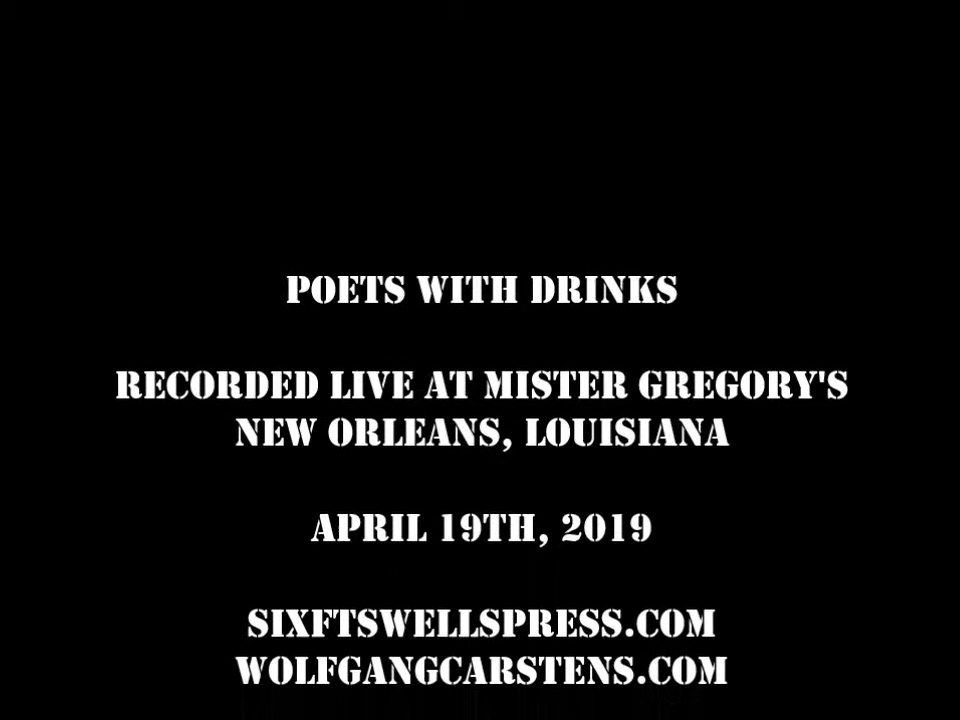 POETS WITH DRINKS
RECORDED LIVE AT MISTER GREGORY'S
NEW ORLEANS, LOUISIANA
APRIL 19TH, 2019
SIXFTSWELLSPRESS.COM
WOLFGANGCARSTENS.COM